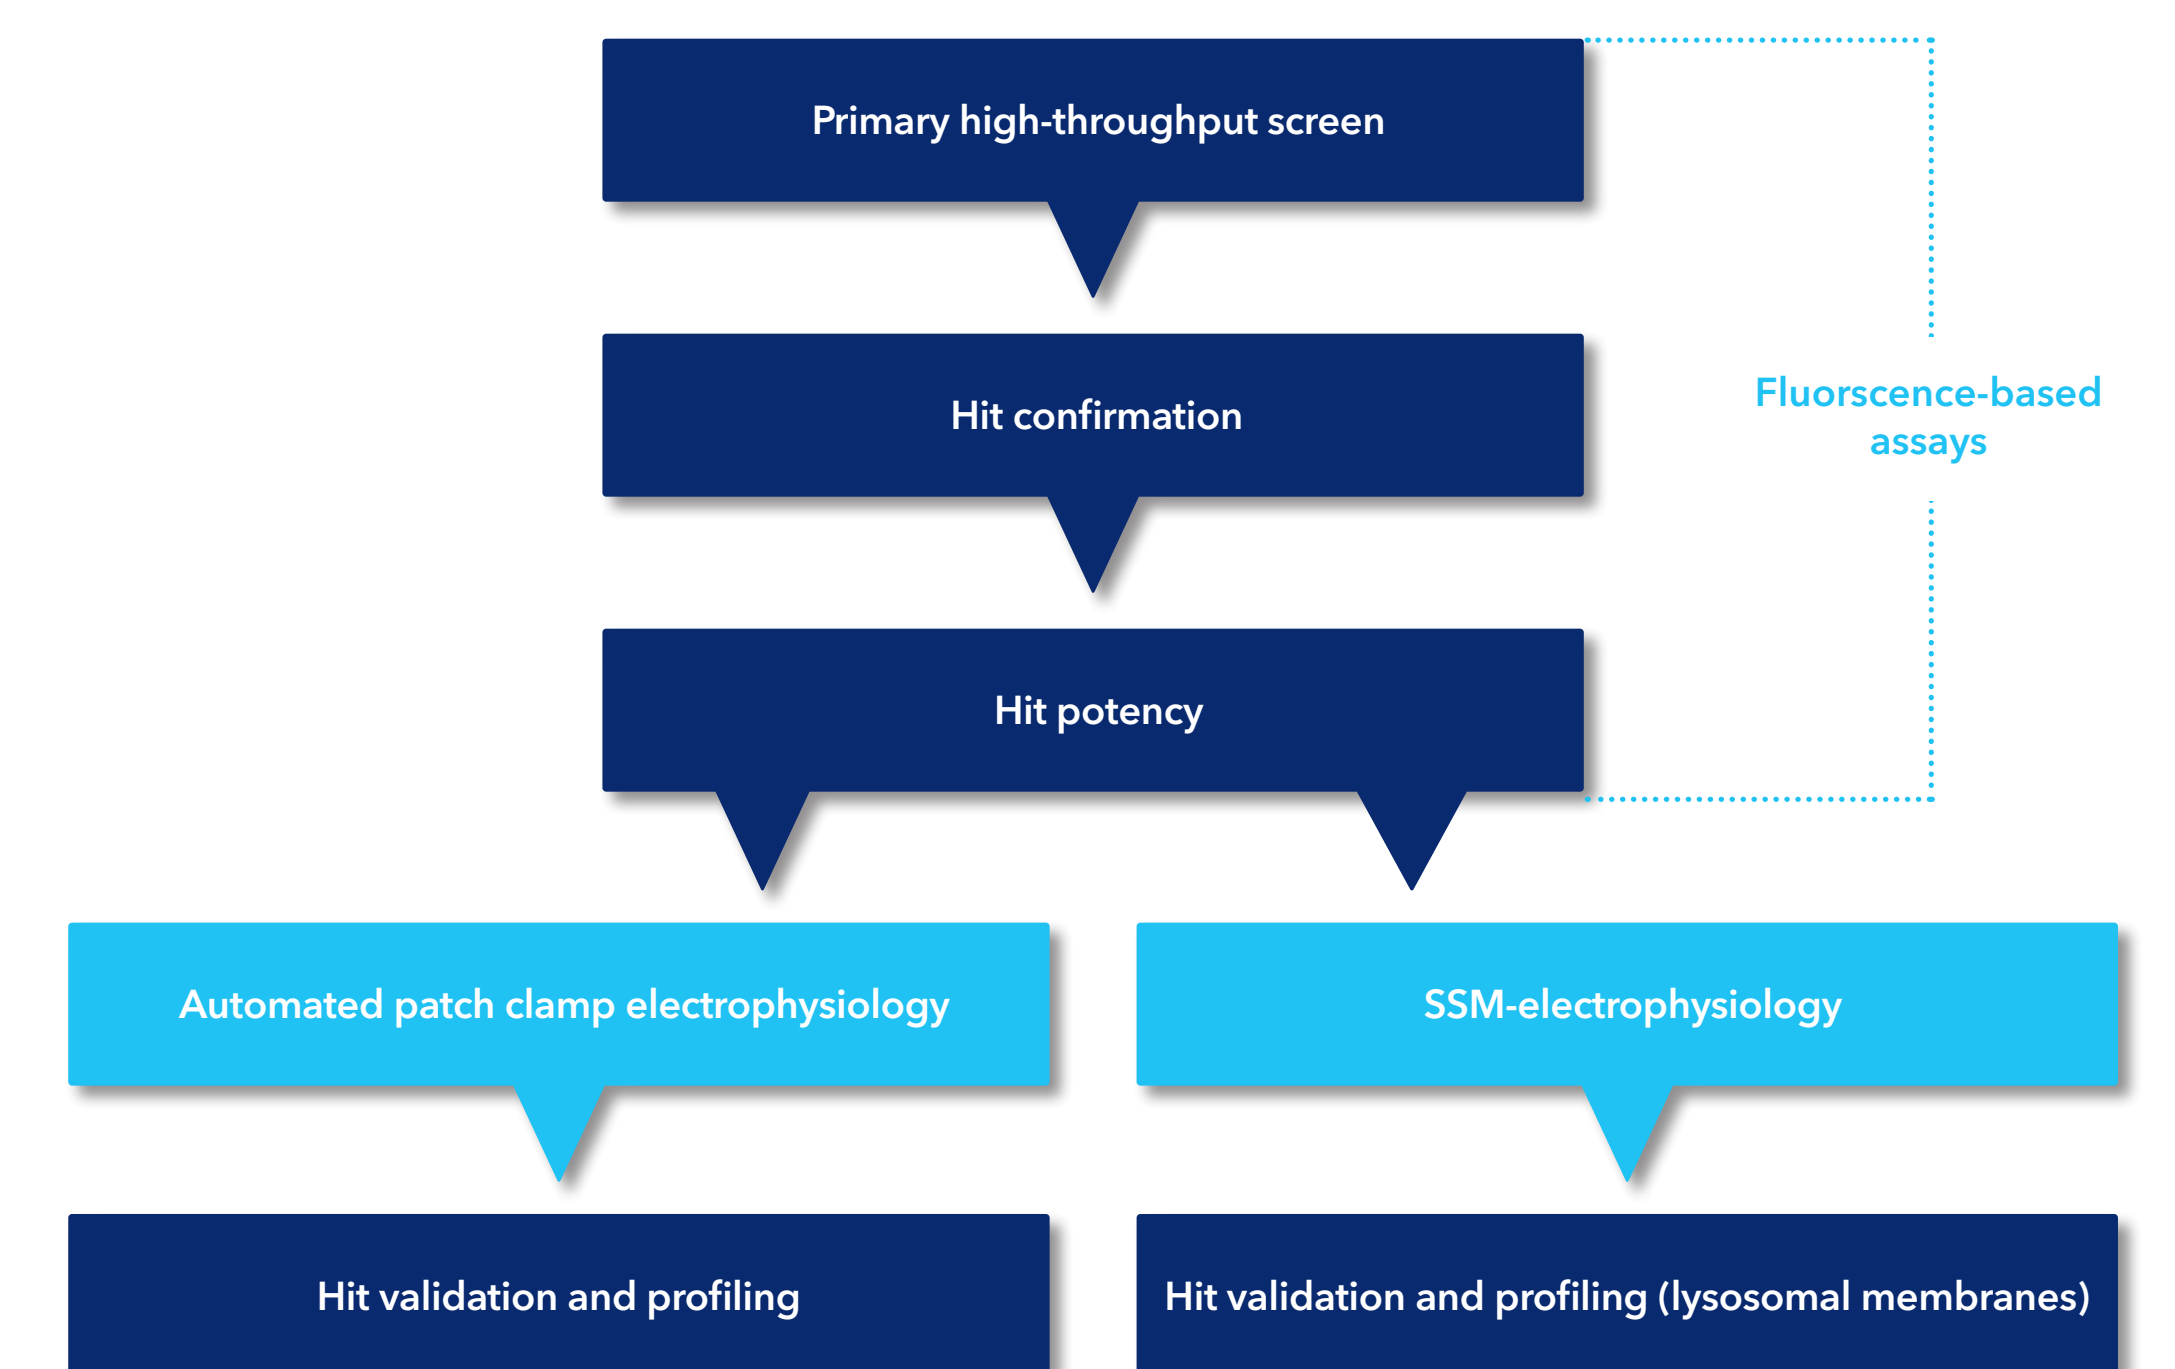 Primary high-throughput screen
Hit confirmation
Fluorscence-based
assays
Hit potency
Automated patch clamp electrophysiology
SSM-electrophysiology
Hit validation and profiling
Hit validation and profiling (lysosomal membranes)